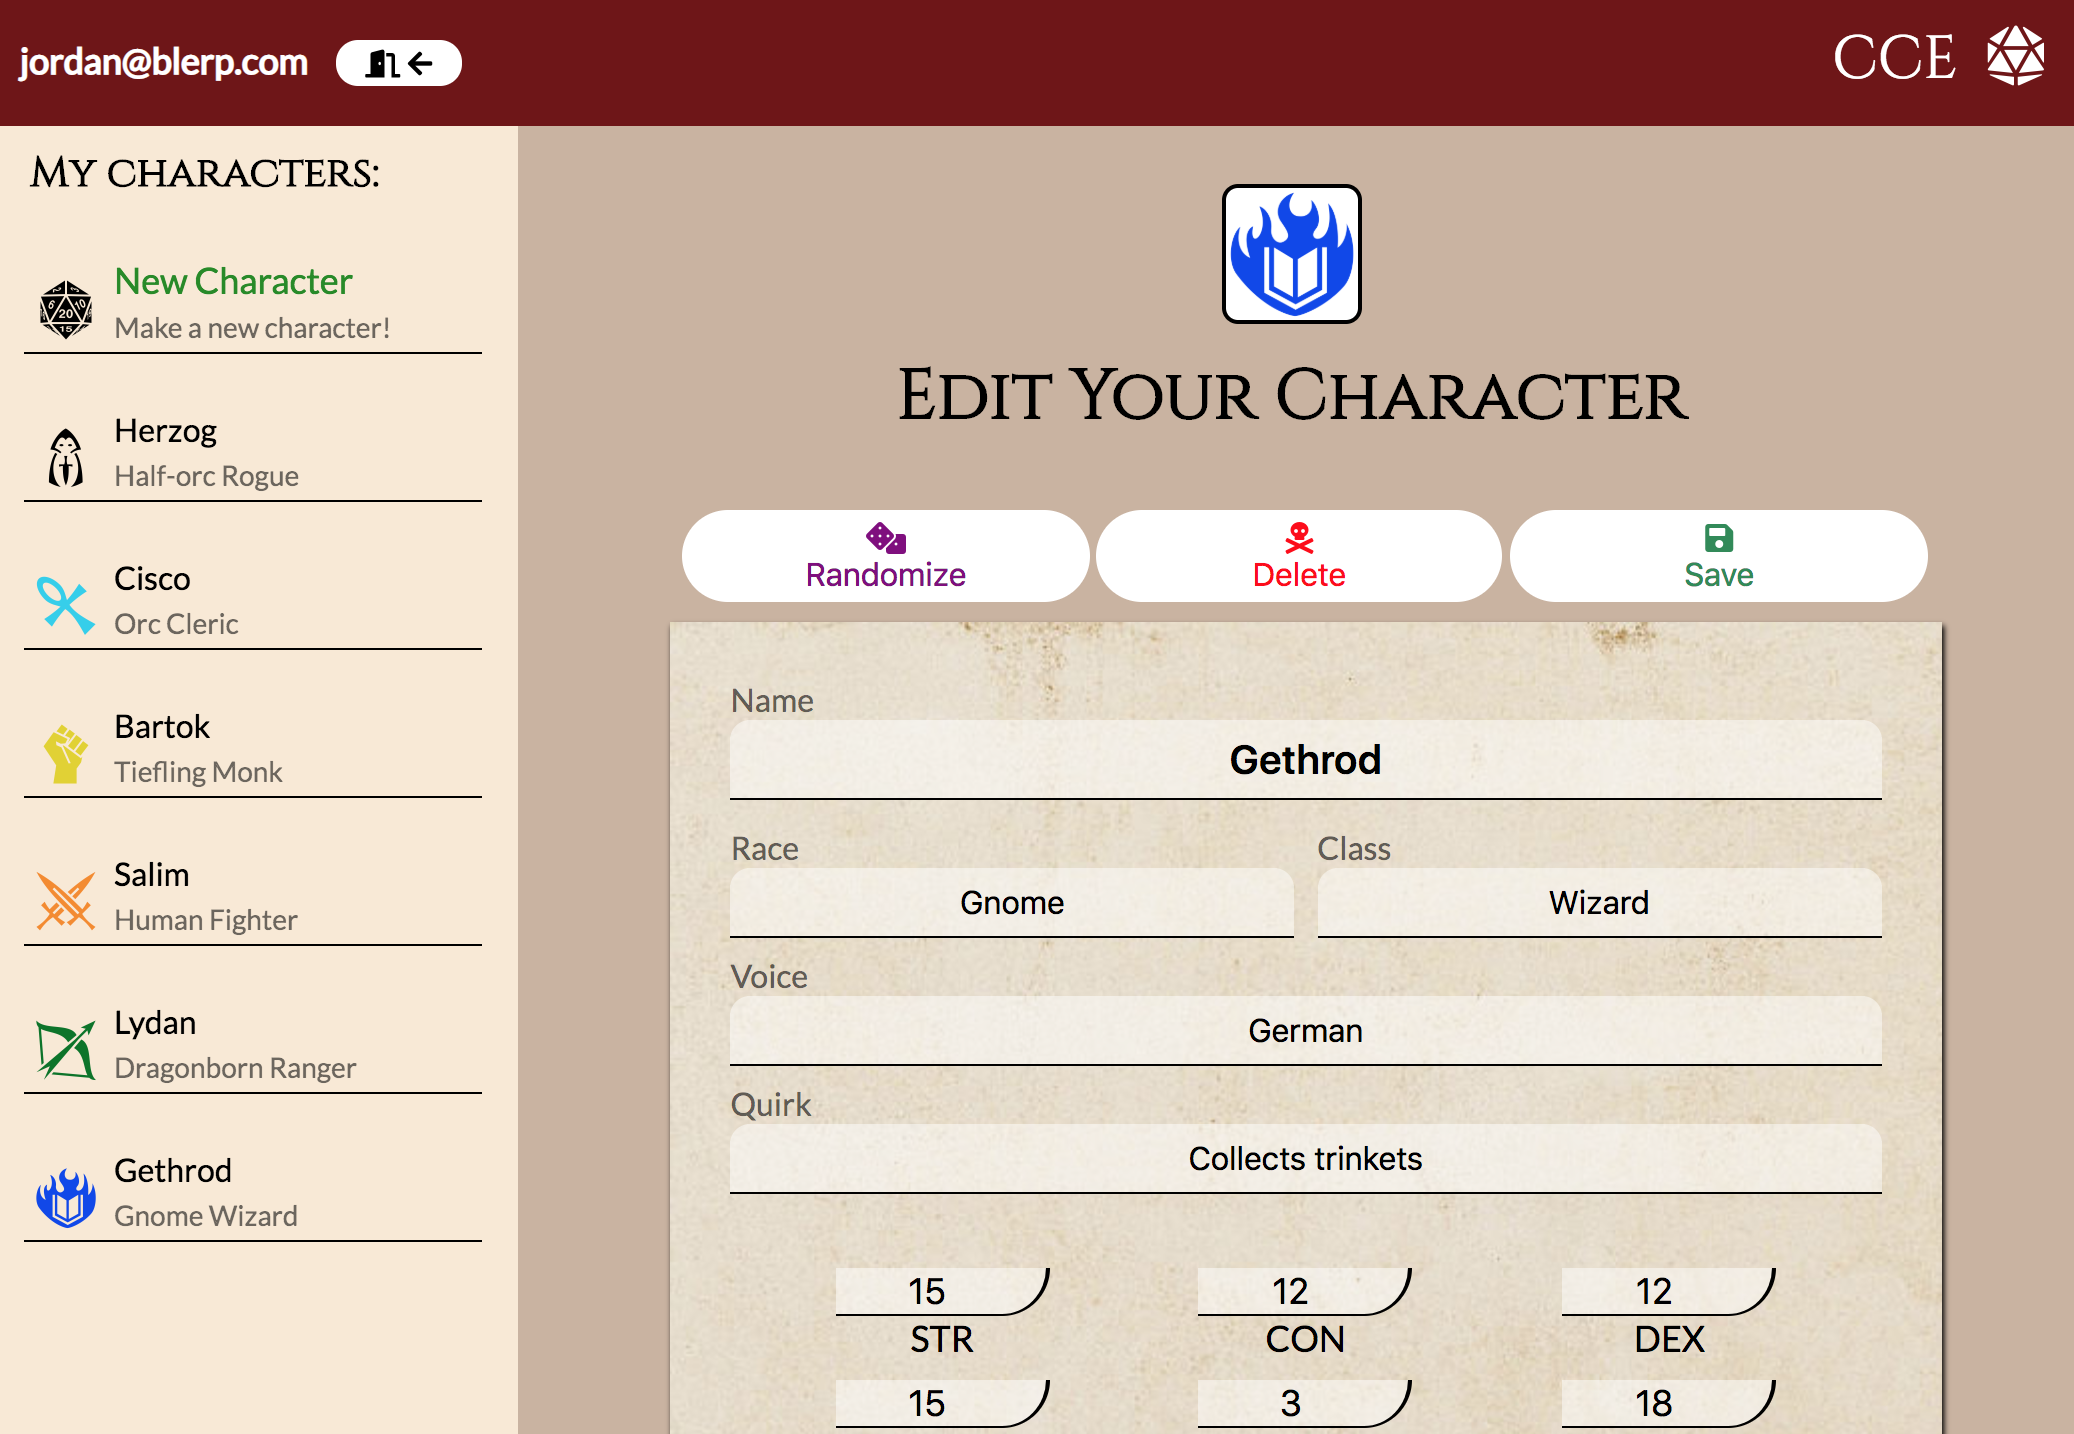 jordan@blerp.com
CCE
My characters:
New Character
Make a new character!
Herzog
Half-orc Rogue
Cisco
Orc Cleric
Bartok
Tiefling Monk
Salim
Human Fighter
Lydan
Dragonborn Ranger
Gethrod
Gnome Wizard
Edit Your Character
Randomize
Delete
Save
Name
Gethrod
Race
Class
Gnome
Wizard
Voice
German
Quirk
Collects trinkets
15
12
12
STR
CON
DEX
15
3
18